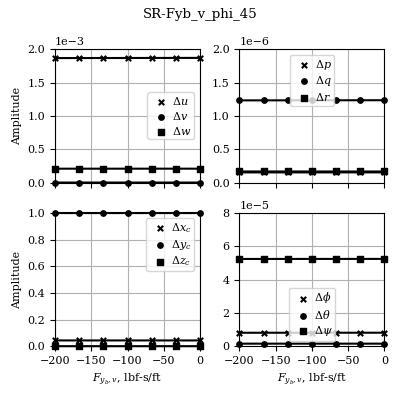 SR-Fyb_v_phi_45
1e−3
1e−6
2.0
1.5
1.0
0.5
0.0
Amplitude
Δu
Δv
Δw
2.0
1.5
1.0
0.5
0.0
Δp
Δq
Δr
1e−5
1.0
0.8
0.6
0.4
0.2
0.0
Amplitude
Δx_c
Δy_c
Δz_c
8
6
4
2
0
Δϕ
Δθ
Δψ
−200 −150 −100 −50 0
−200 −150 −100 −50 0
F_{y_b,v}, lbf-s/ft
F_{y_b,v}, lbf-s/ft